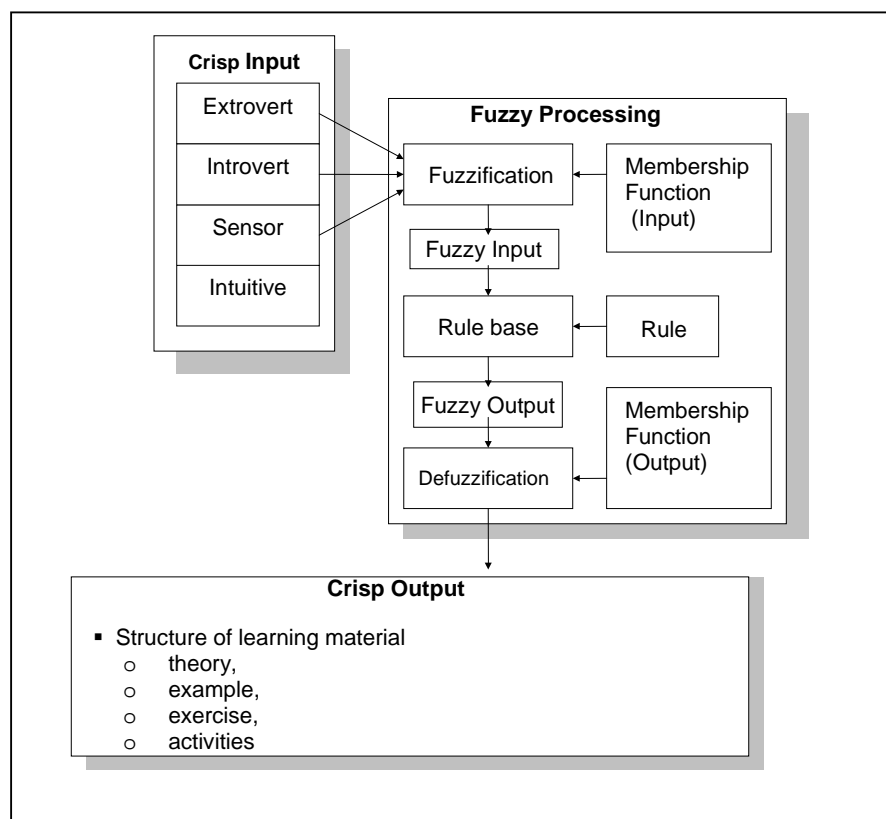 Crisp Input
Extrovert
Introvert
Sensor
Intuitive
Fuzzy Processing
Fuzzification
Membership
Function
(Input)
Fuzzy Input
Rule base
Rule
Fuzzy Output
Membership
Function
(Output)
Defuzzification
Crisp Output
▪ Structure of learning material
o theory,
o example,
o exercise,
o activities